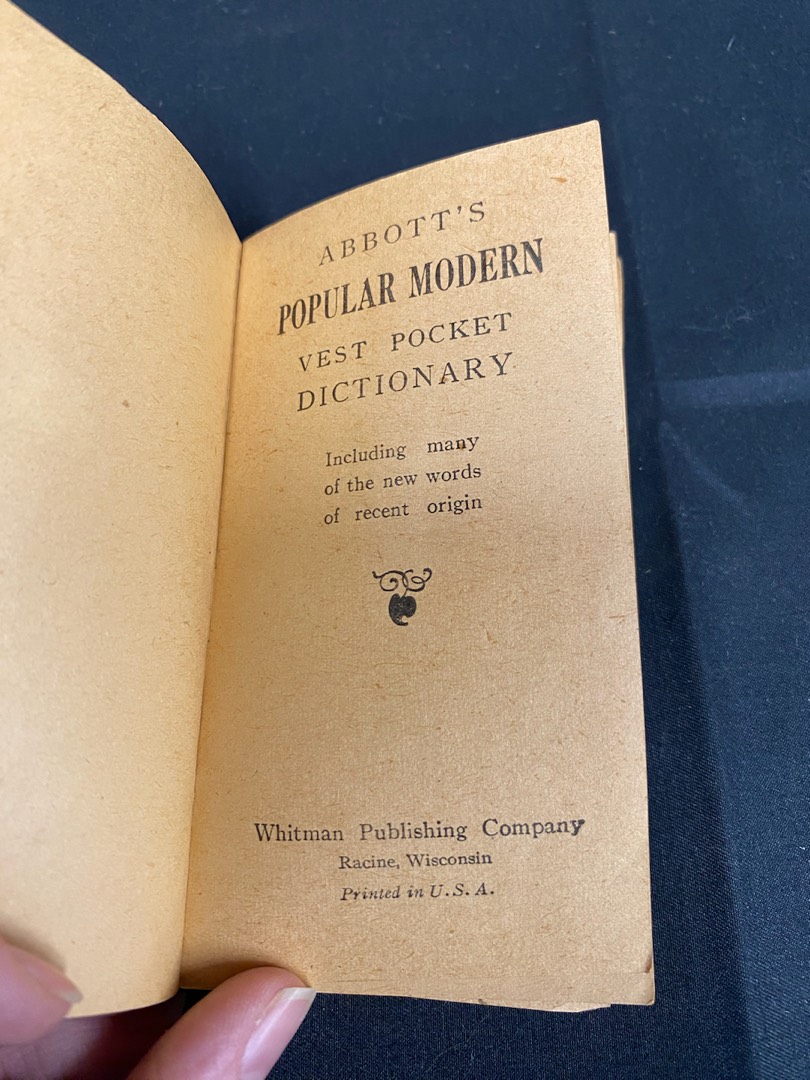 ABBOTT'S
POPULAR MODERN
VEST POCKET
DICTIONARY
Including many
of the new words
of recent origin
Whitman Publishing Company
Racine, Wisconsin
Printed in U.S.A.